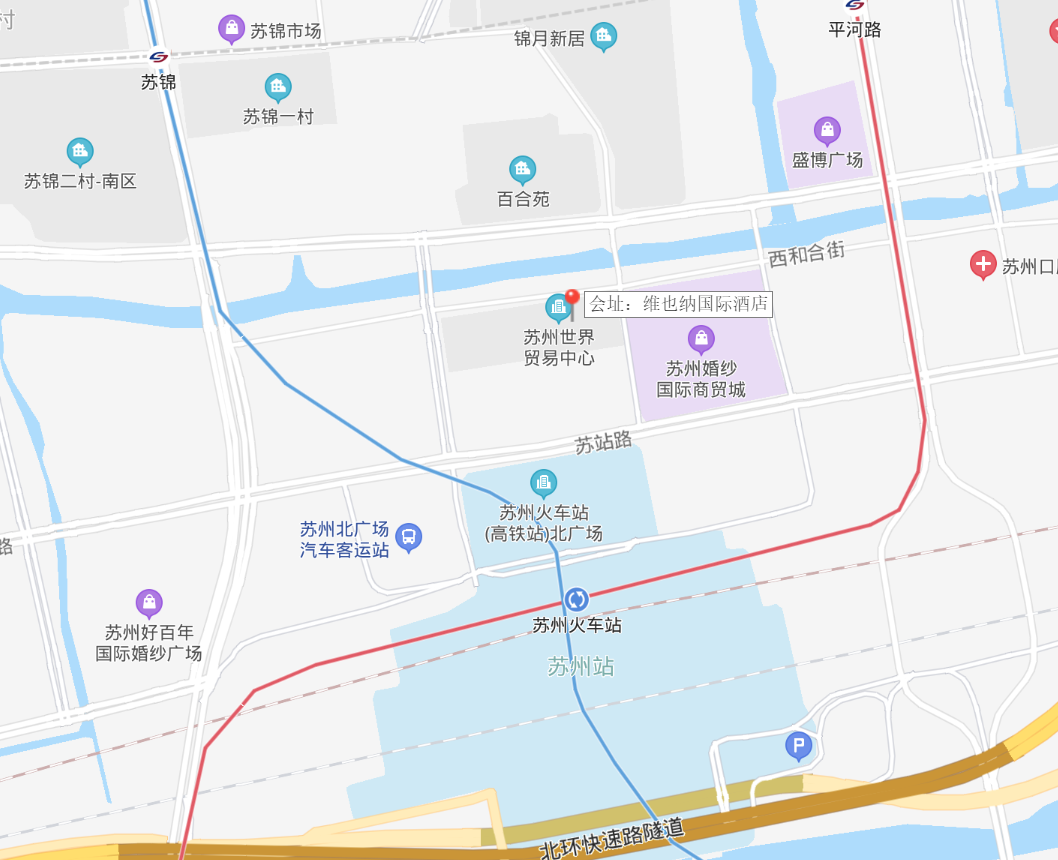 村
苏锦市场
锦月新居
平河路
苏锦
苏锦一村
盛博广场
苏锦二村-南区
百合苑
西和合街
苏州口
会址：维也纳国际酒店
苏州世界
贸易中心
苏州婚纱
国际商贸城
苏站路
苏州火车站
(高铁站)北广场
苏州北广场
汽车客运站
路
苏州火车站
苏州好百年
国际婚纱广场
苏州站
P
北环快速路隧道